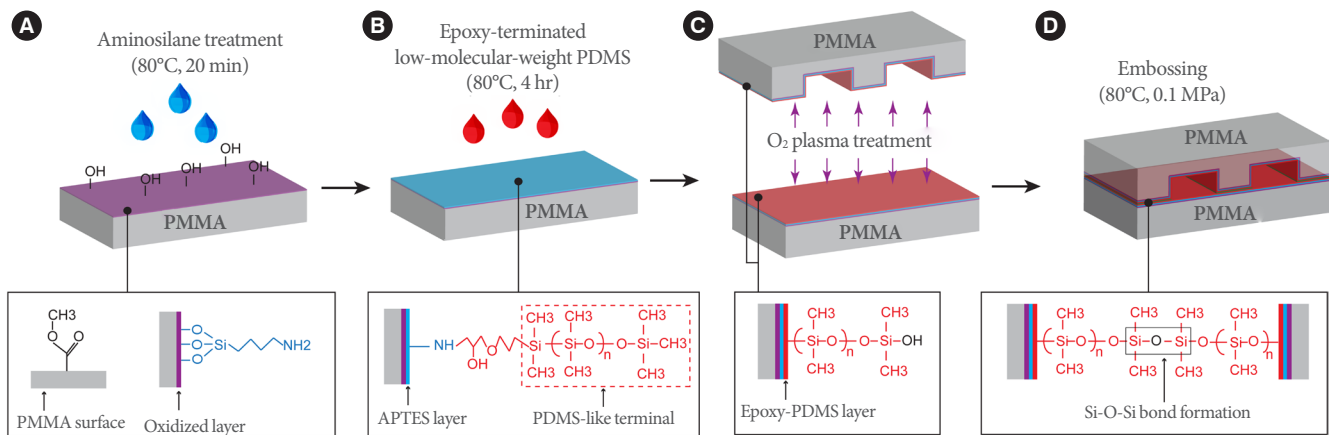 A
Aminosilane treatment
(80°C, 20 min)
OH
OH
OH
OH
OH
PMMA
CH3
O
O
PMMA surface
O
O
O
Si
NH2
Oxidized layer
B
Epoxy-terminated
low-molecular-weight PDMS
(80°C, 4 hr)
PMMA
NH
OH
O
CH3 CH3 CH3
Si (Si O)n Si CH3
CH3 CH3 CH3
APTES layer
PDMS-like terminal
C
PMMA
O₂ plasma treatment
PMMA
CH3 CH3
(Si O)n Si OH
CH3 CH3
Epoxy-PDMS layer
D
Embossing
(80°C, 0.1 MPa)
PMMA
PMMA
CH3 CH3 CH3 CH3
(Si O)n Si O Si O (Si)n
CH3 CH3 CH3 CH3
Si-O-Si bond formation